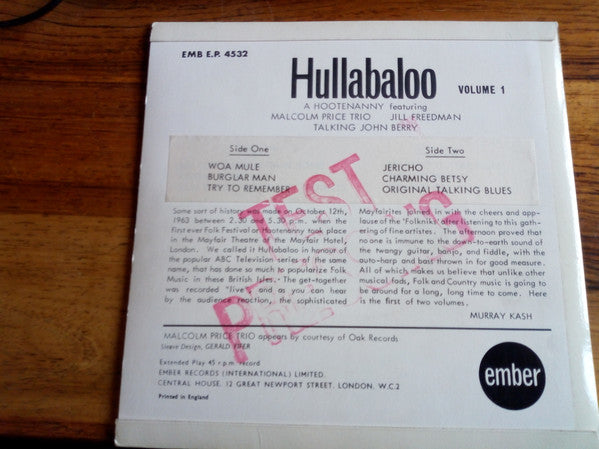 EMB E.P. 4532
Hullabaloo VOLUME 1
A HOOTENANNY featuring
MALCOLM PRICE TRIO JILL FREEDMAN
TALKING JOHN BERRY
Side One
WOA MULE
BURGLAR MAN
TRY TO REMEMBER
Side Two
JERICHO
CHARMING BETSY
ORIGINAL TALKING BLUES
TEST
PRESSINGS
Some sort of history was made on October 12th,
1963 between 2.30 and 5.30 p.m. when the
first ever Folk Festival or Hootenanny took place
in the Mayfair Theatre of the Mayfair Hotel,
London. We called it Hullabaloo in honour of
the popular ABC Television series of the same
name, that has done so much to popularize Folk
Music in these British Isles. The get-together
was recorded "live", and as you can hear
by the audience reaction, the sophisticated
Mayfairites joined in with the cheers and app-
lause of the 'Folkniks' after listening to this gath-
ering of fine artistes. The afternoon proved that
no one is immune to the down-to-earth sound of
the twangy guitar, banjo, and fiddle, with the
auto-harp and bass thrown in for good measure.
All of which makes us believe that unlike other
musical fads, Folk and Country music is going to
be around for a long, long time to come. Here
is the first of two volumes.
MURRAY KASH
MALCOLM PRICE TRIO appears by courtesy of Oak Records
Sleeve Design, GERALD
Extended Play 45 r.p.m. record
EMBER RECORDS (INTERNATIONAL) LIMITED.
CENTRAL HOUSE, 12 GREAT NEWPORT STREET, LONDON, W.C.2
Printed in England
ember